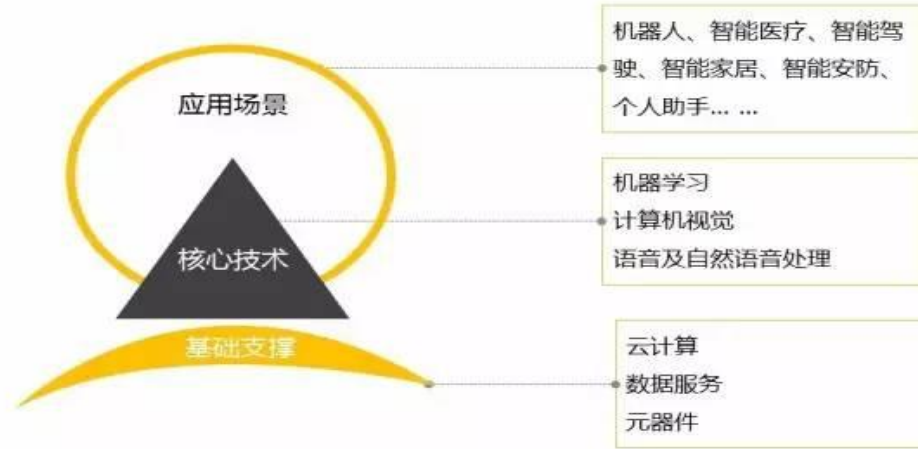 应用场景
核心技术
基础支撑
机器人、智能医疗、智能驾
驶、智能家居、智能安防、
个人助手... ...
机器学习
计算机视觉
语音及自然语音处理
云计算
数据服务
元器件